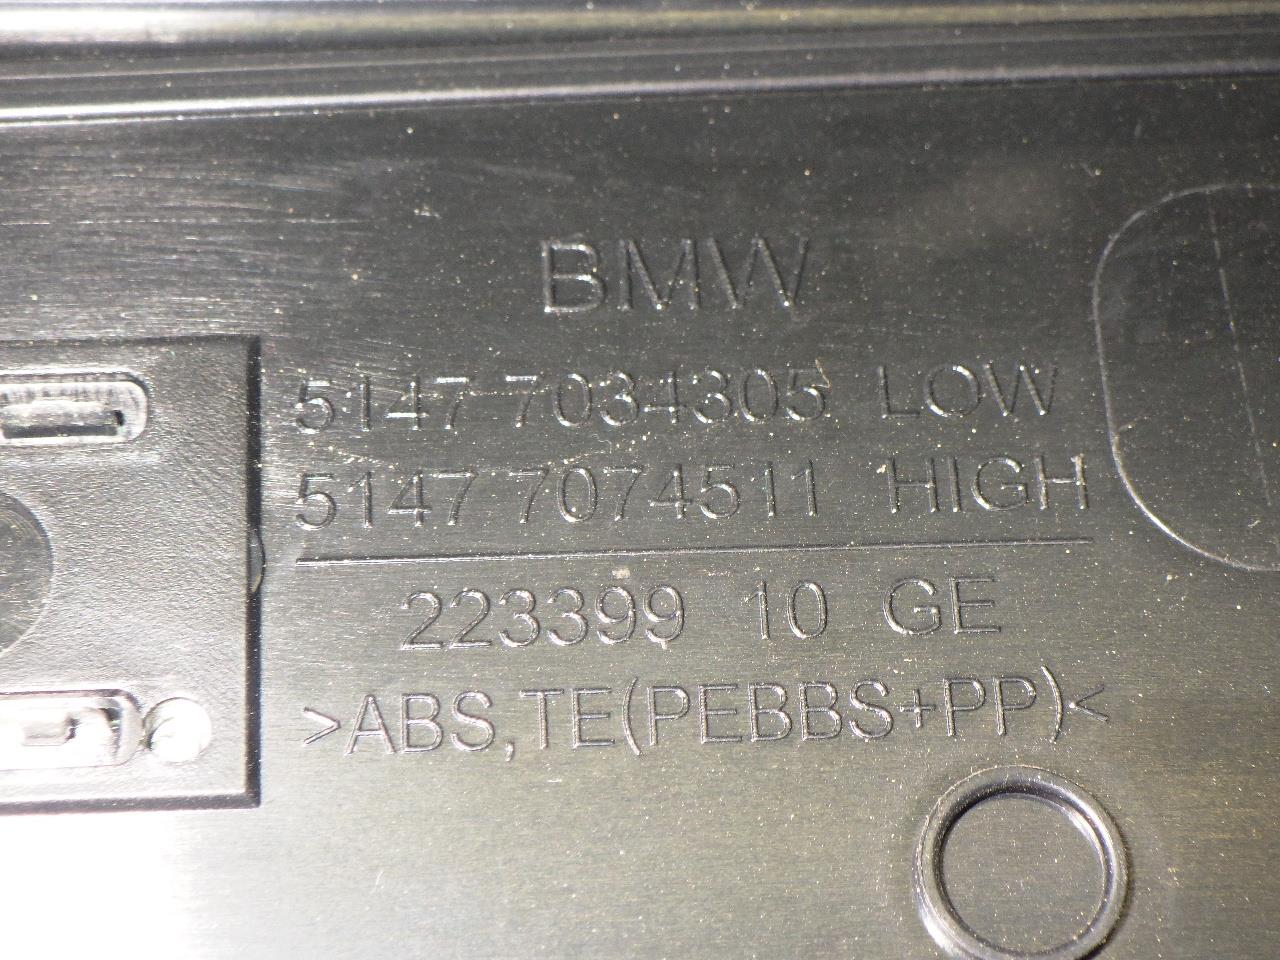 BMW
5147 7034305 LOW
5147 7074511 HIGH
223399 10 GE
>ABS,TE(PEBBS+PP)<